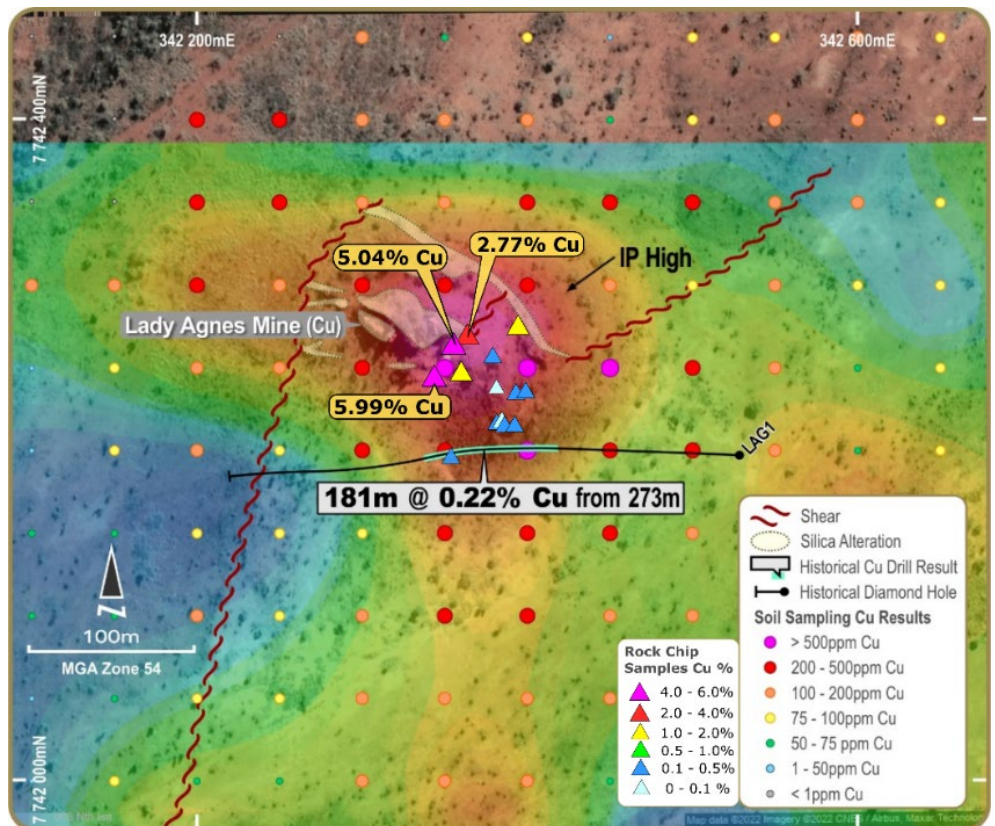 342 200mE
342 600mE
7 742 400mN
5.04% Cu
2.77% Cu
IP High
Lady Agnes Mine (Cu)
5.99% Cu
LAG1
181m @ 0.22% Cu from 273m
N
100m
MGA Zone 54
7 742 000mN
Shear
Silica Alteration
Historical Cu Drill Result
Historical Diamond Hole
Soil Sampling Cu Results
> 500ppm Cu
200 - 500ppm Cu
100 - 200ppm Cu
75 - 100ppm Cu
50 - 75 ppm Cu
1 - 50ppm Cu
< 1ppm Cu
Rock Chip
Samples Cu %
4.0 - 6.0%
2.0 - 4.0%
1.0 - 2.0%
0.5 - 1.0%
0.1 - 0.5%
0 - 0.1 %
Map data ©2022 Imagery ©2022 CNES / Airbus, Maxar Technolog